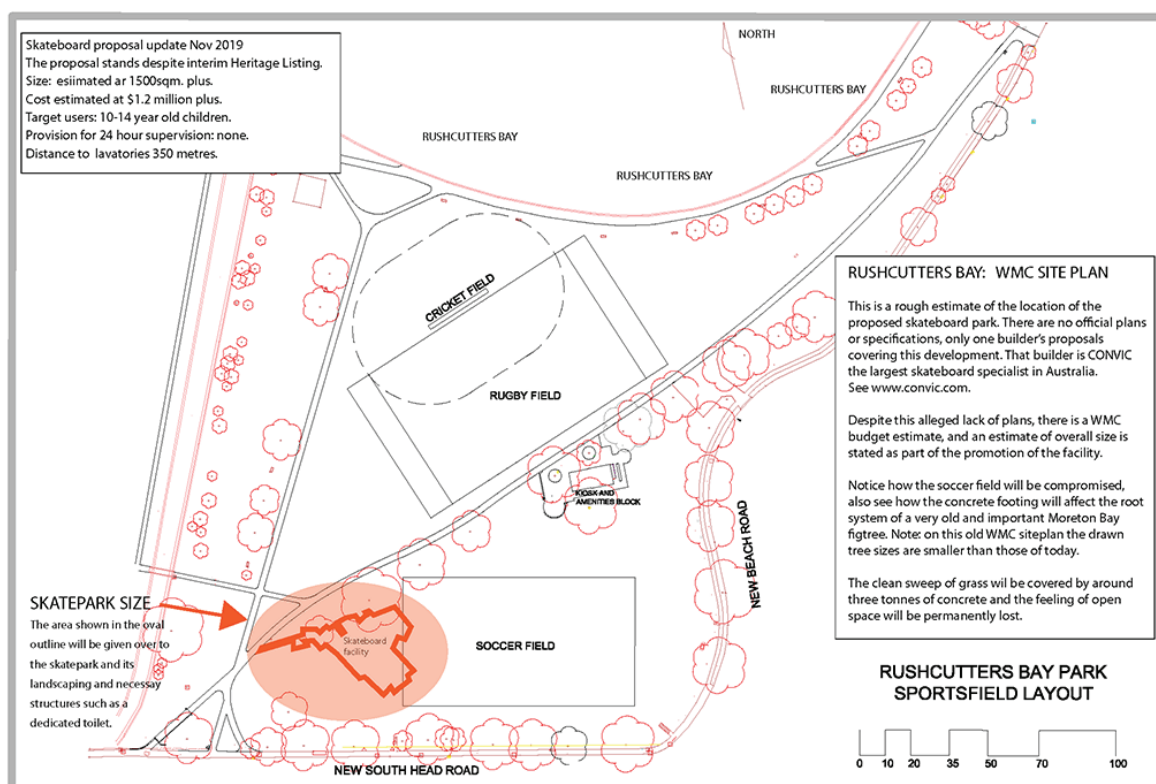 Skateboard proposal update Nov 2019
The proposal stands despite interim Heritage Listing.
Size: esiimated ar 1500sqm. plus.
Cost estimated at $1.2 million plus.
Target users: 10-14 year old children.
Provision for 24 hour supervision: none.
Distance to lavatories 350 metres.
NORTH
RUSHCUTTERS BAY
RUSHCUTTERS BAY
RUSHCUTTERS BAY
CRICKET FIELD
RUGBY FIELD
KIOSK AND
AMENITIES BLOCK
NEW BEACH ROAD
RUSHCUTTERS BAY: WMC SITE PLAN
This is a rough estimate of the location of the
proposed skateboard park. There are no official plans
or specifications, only one builder's proposals
covering this development. That builder is CONVIC
the largest skateboard specialist in Australia.
See www.convic.com.
Despite this alleged lack of plans, there is a WMC
budget estimate, and an estimate of overall size is
stated as part of the promotion of the facility.
Notice how the soccer field will be compromised,
also see how the concrete footing will affect the root
system of a very old and important Moreton Bay
figtree. Note: on this old WMC siteplan the drawn
tree sizes are smaller than those of today.
The clean sweep of grass wil be covered by around
three tonnes of concrete and the feeling of open
space will be permanently lost.
SKATEPARK SIZE
The area shown in the oval
outline will be given over to
the skatepark and its
landscaping and necessay
structures such as a
dedicated toilet.
Skateboard
facility
SOCCER FIELD
NEW SOUTH HEAD ROAD
RUSHCUTTERS BAY PARK
SPORTSFIELD LAYOUT
0 10 20 35 50 70 100